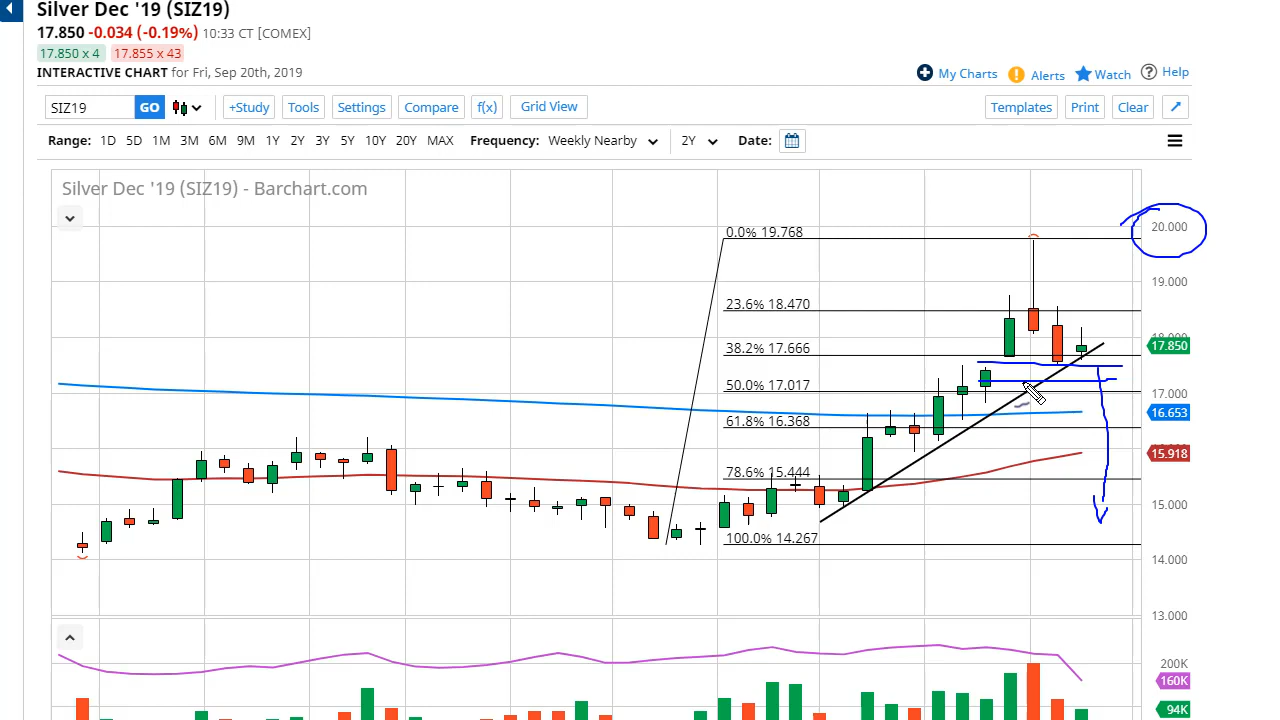 Silver Dec '19 (SIZ19)
17.850 -0.034 (-0.19%) 10:33 CT [COMEX]
17.850 x 4 17.855 x 43
INTERACTIVE CHART for Fri, Sep 20th, 2019
My Charts Alerts Watch Help
SIZ19 GO +Study Tools Settings Compare f(x) Grid View Templates Print Clear
Range: 1D 5D 1M 3M 6M 9M 1Y 2Y 3Y 5Y 10Y 20Y MAX Frequency: Weekly Nearby 2Y Date:
Silver Dec '19 (SIZ19) - Barchart.com
20.000
0.0% 19.768
19.000
23.6% 18.470
18.000
17.850
38.2% 17.666
50.0% 17.017
17.000
16.653
61.8% 16.368
15.918
78.6% 15.444
15.000
100.0% 14.267
14.000
13.000
200K
160K
94K